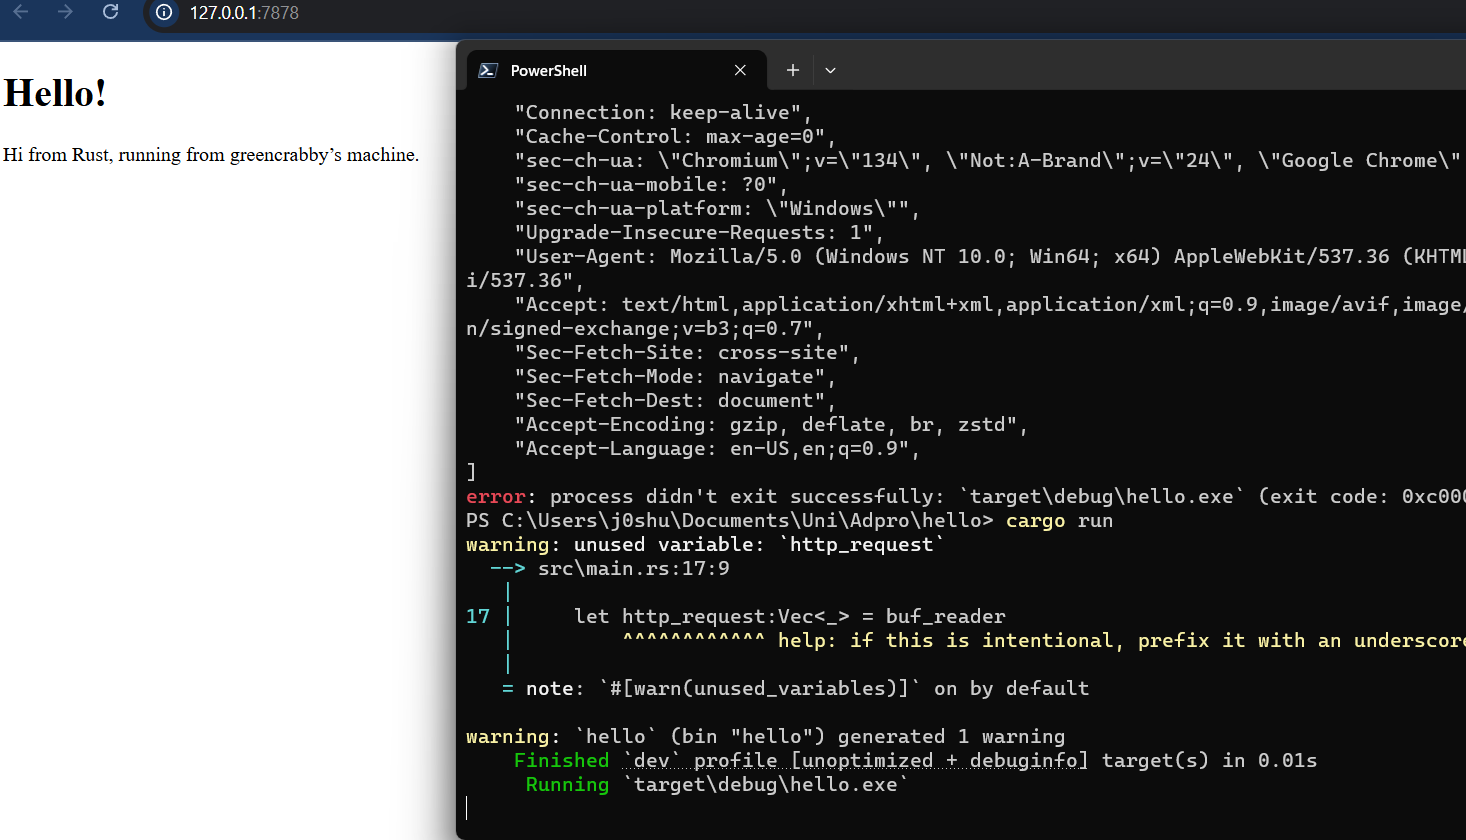 127.0.0.1:7878
Hello!
Hi from Rust, running from greencrabby’s machine.
PowerShell
"Connection: keep-alive",
"Cache-Control: max-age=0",
"sec-ch-ua: \"Chromium\";v=\"134\", \"Not:A-Brand\";v=\"24\", \"Google Chrome\"
"sec-ch-ua-mobile: ?0",
"sec-ch-ua-platform: \"Windows\"",
"Upgrade-Insecure-Requests: 1",
"User-Agent: Mozilla/5.0 (Windows NT 10.0; Win64; x64) AppleWebKit/537.36 (KHTML
i/537.36",
"Accept: text/html,application/xhtml+xml,application/xml;q=0.9,image/avif,image/
n/signed-exchange;v=b3;q=0.7",
"Sec-Fetch-Site: cross-site",
"Sec-Fetch-Mode: navigate",
"Sec-Fetch-Dest: document",
"Accept-Encoding: gzip, deflate, br, zstd",
"Accept-Language: en-US,en;q=0.9",
]
error: process didn't exit successfully: `target\debug\hello.exe` (exit code: 0xc000
PS C:\Users\j0shu\Documents\Uni\Adpro\hello> cargo run
warning: unused variable: `http_request`
--> src\main.rs:17:9
|
17 | let http_request:Vec<_> = buf_reader
| ^^^^^^^^^^^^ help: if this is intentional, prefix it with an underscore
|
= note: `#[warn(unused_variables)]` on by default
warning: `hello` (bin "hello") generated 1 warning
Finished `dev` profile [unoptimized + debuginfo] target(s) in 0.01s
Running `target\debug\hello.exe`